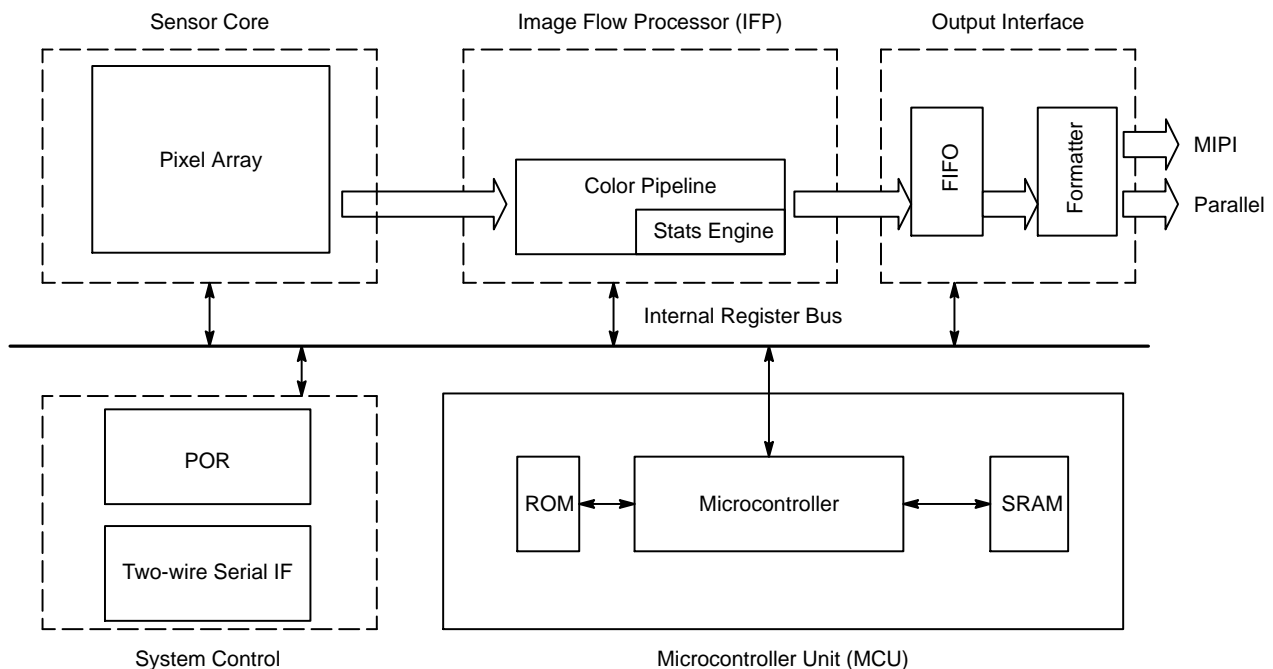 Sensor Core
Image Flow Processor (IFP)
Output Interface
Pixel Array
Color Pipeline
Stats Engine
FIFO
Formatter
MIPI
Parallel
Internal Register Bus
POR
Two-wire Serial IF
ROM
Microcontroller
SRAM
System Control
Microcontroller Unit (MCU)